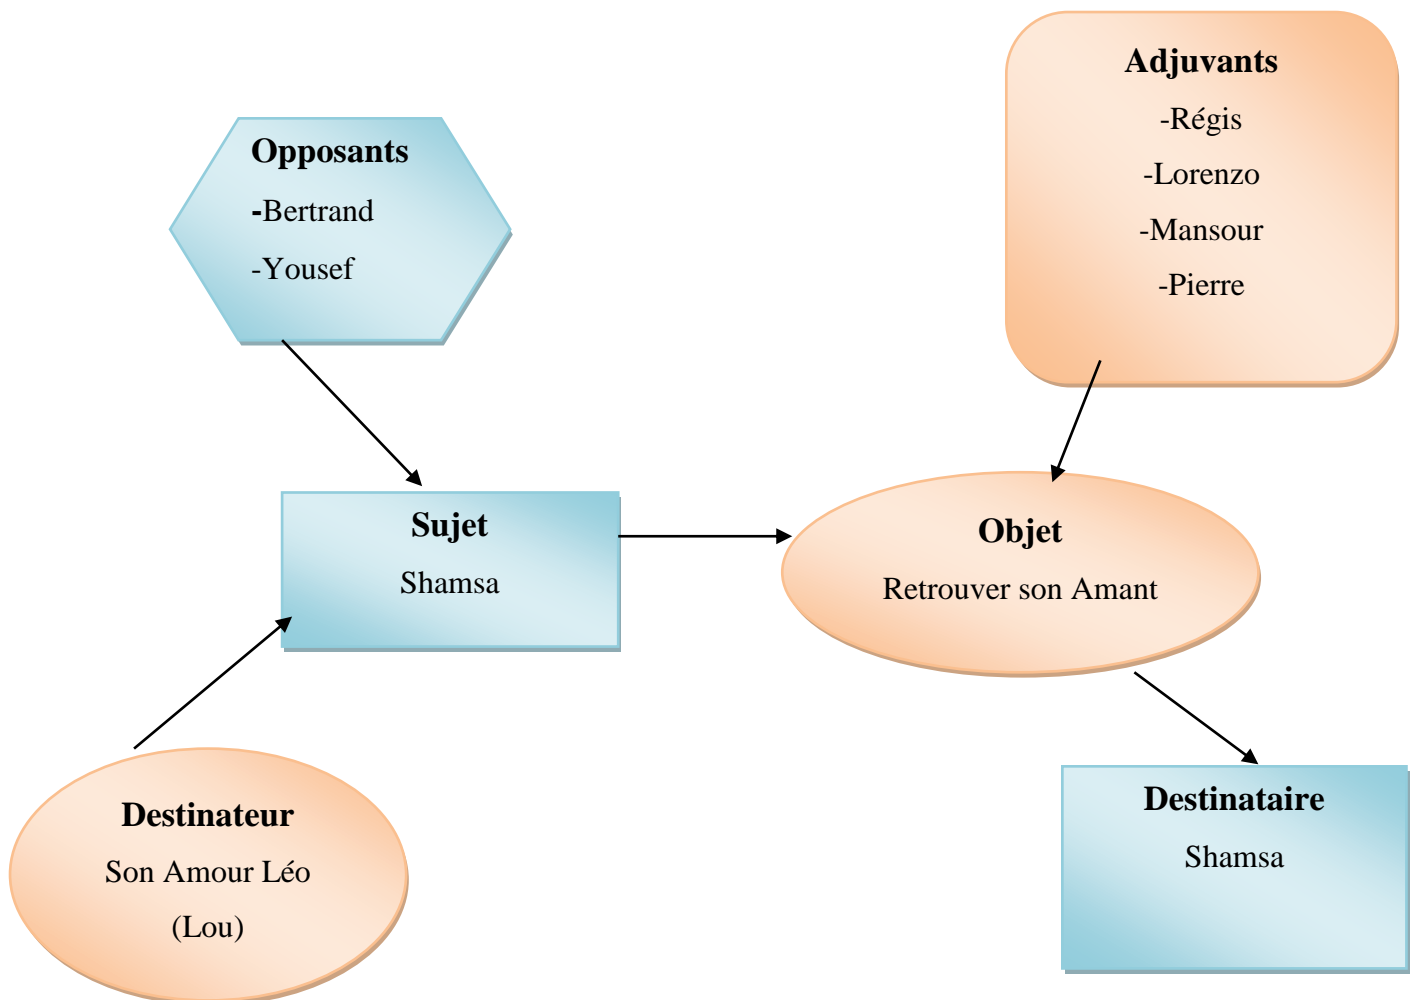 Adjuvants
-Régis
-Lorenzo
-Mansour
-Pierre
Opposants
-Bertrand
-Yousef
Sujet
Shamsa
Objet
Retrouver son Amant
Destinateur
Son Amour Léo
(Lou)
Destinataire
Shamsa